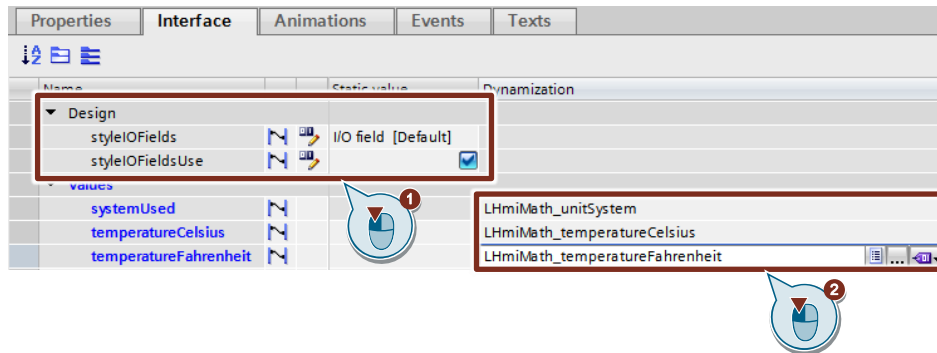 Properties Interface Animations Events Texts
Name Static value Dynamization
Design
styleIOFields I/O field [Default]
styleIOFieldsUse
Values
1
systemUsed LHmiMath_unitSystem
temperatureCelsius LHmiMath_temperatureCelsius
temperatureFahrenheit LHmiMath_temperatureFahrenheit ...
2